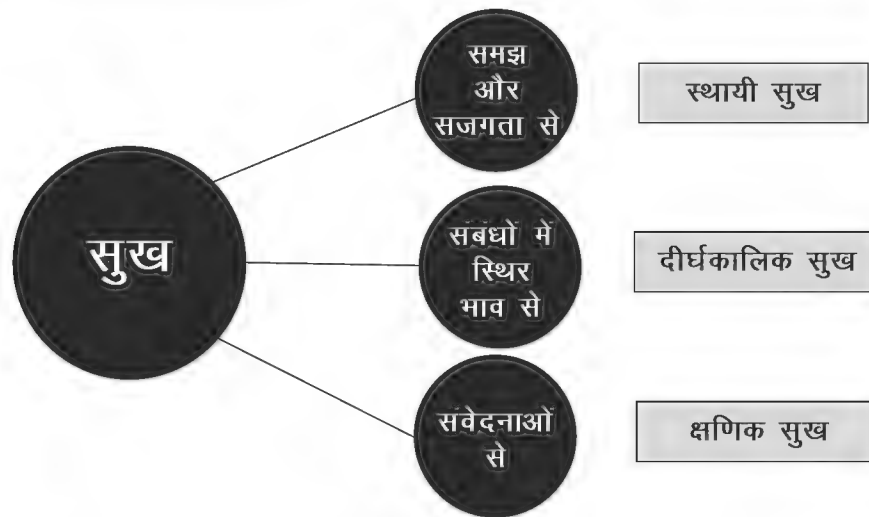 सुख
समझ
और
सजगता से
स्थायी सुख
संबंधों में
स्थिर
भाव से
दीर्घकालिक सुख
संवेदनाओं
से
क्षणिक सुख